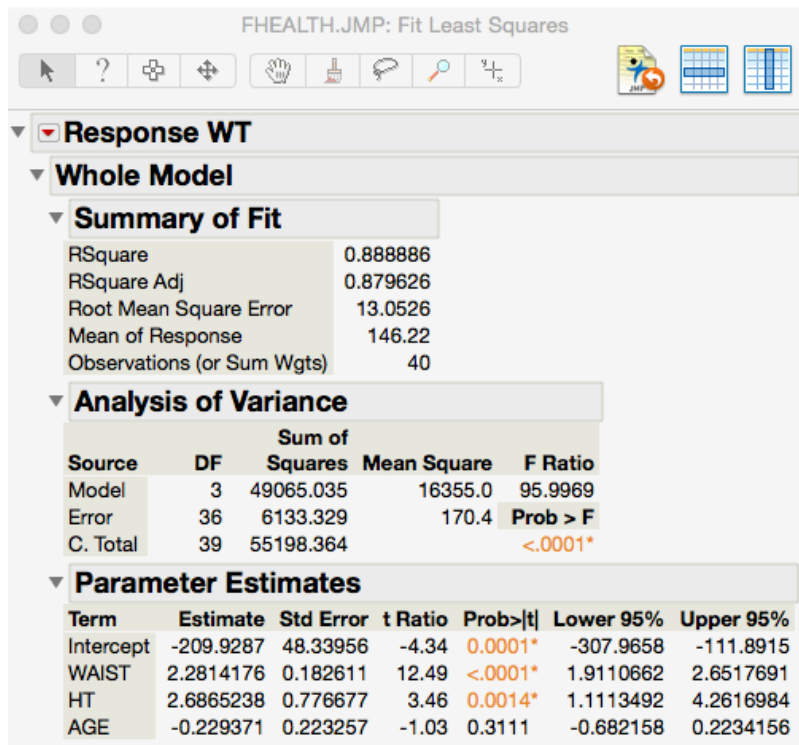 FHEALTH.JMP: Fit Least Squares
?
y
x
JMP
Response WT
Whole Model
Summary of Fit
RSquare 0.888886
RSquare Adj 0.879626
Root Mean Square Error 13.0526
Mean of Response 146.22
Observations (or Sum Wgts) 40
Analysis of Variance
Sum of
Source DF Squares Mean Square F Ratio
Model 3 49065.035 16355.0 95.9969
Error 36 6133.329 170.4 Prob > F
C. Total 39 55198.364 <.0001*
Parameter Estimates
Term Estimate Std Error t Ratio Prob>|t| Lower 95% Upper 95%
Intercept -209.9287 48.33956 -4.34 0.0001* -307.9658 -111.8915
WAIST 2.2814176 0.182611 12.49 <.0001* 1.9110662 2.6517691
HT 2.6865238 0.776677 3.46 0.0014* 1.1113492 4.2616984
AGE -0.229371 0.223257 -1.03 0.3111 -0.682158 0.2234156